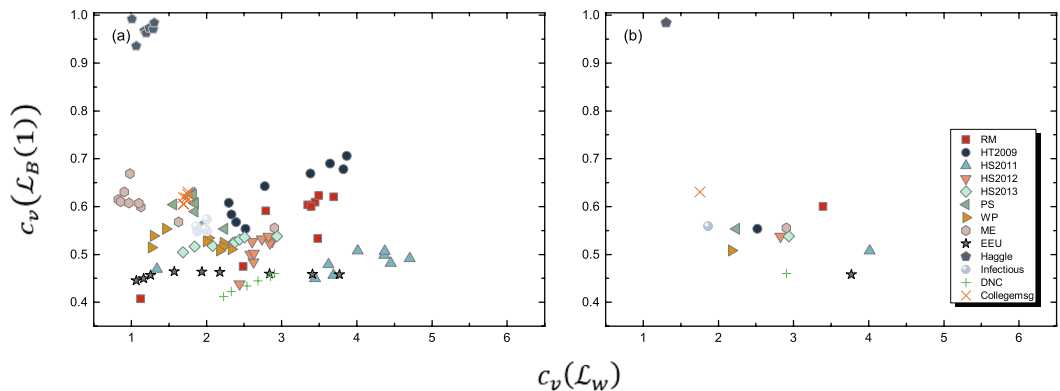 1.0
0.9
0.8
0.7
0.6
0.5
0.4
(a)
1 2 3 4 5 6
(b)
1 2 3 4 5 6
RM
HT2009
HS2011
HS2012
HS2013
PS
WP
ME
EEU
Haggle
Infectious
DNC
Collegemsg
1.0
0.9
0.8
0.7
0.6
0.5
0.4
c_v(ℒ_B(1))
c_v(ℒ_W)